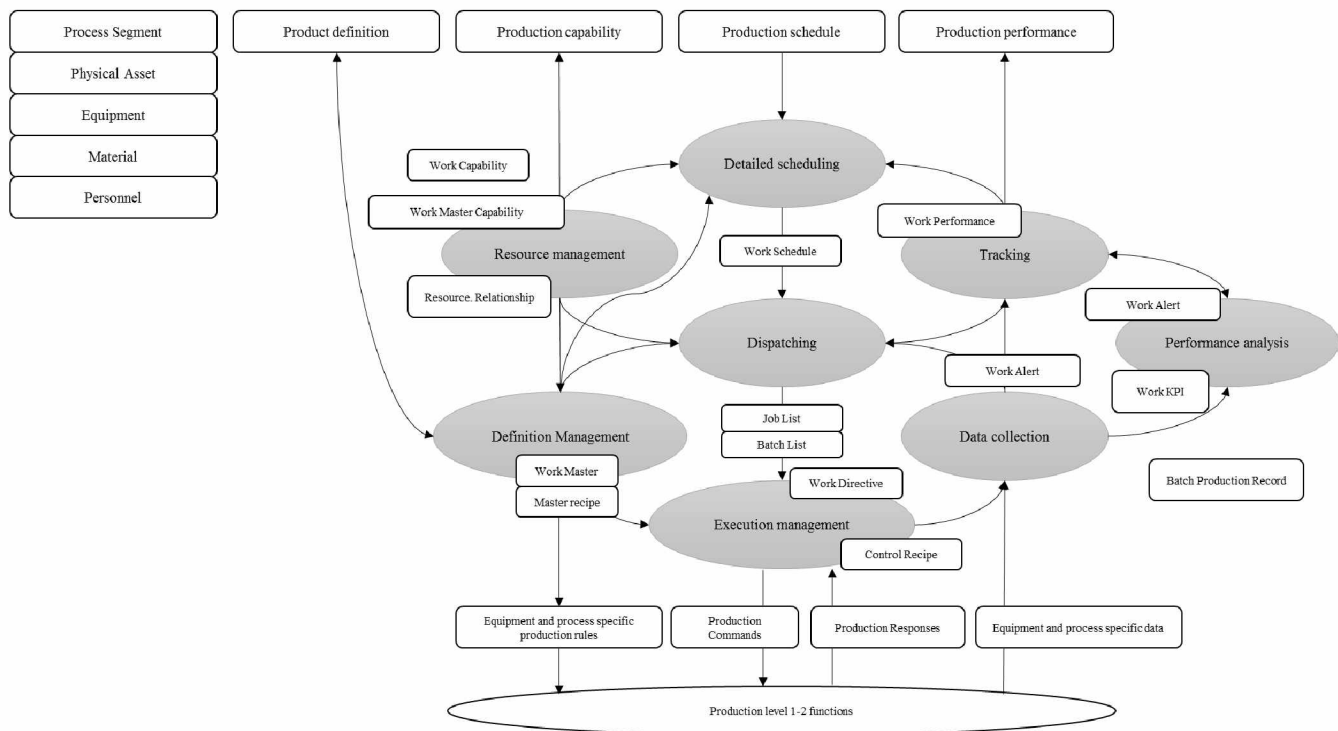 Process Segment
Product definition
Production capability
Production schedule
Production performance
Physical Asset
Equipment
Material
Personnel
Work Capability
Detailed scheduling
Work Master Capability
Work Performance
Resource management
Work Schedule
Tracking
Resource. Relationship
Work Alert
Dispatching
Performance analysis
Work Alert
Work KPI
Job List
Definition Management
Batch List
Data collection
Work Master
Work Directive
Batch Production Record
Master recipe
Execution management
Control Recipe
Equipment and process specific
production rules
Production
Commands
Production Responses
Equipment and process specific data
Production level 1-2 functions